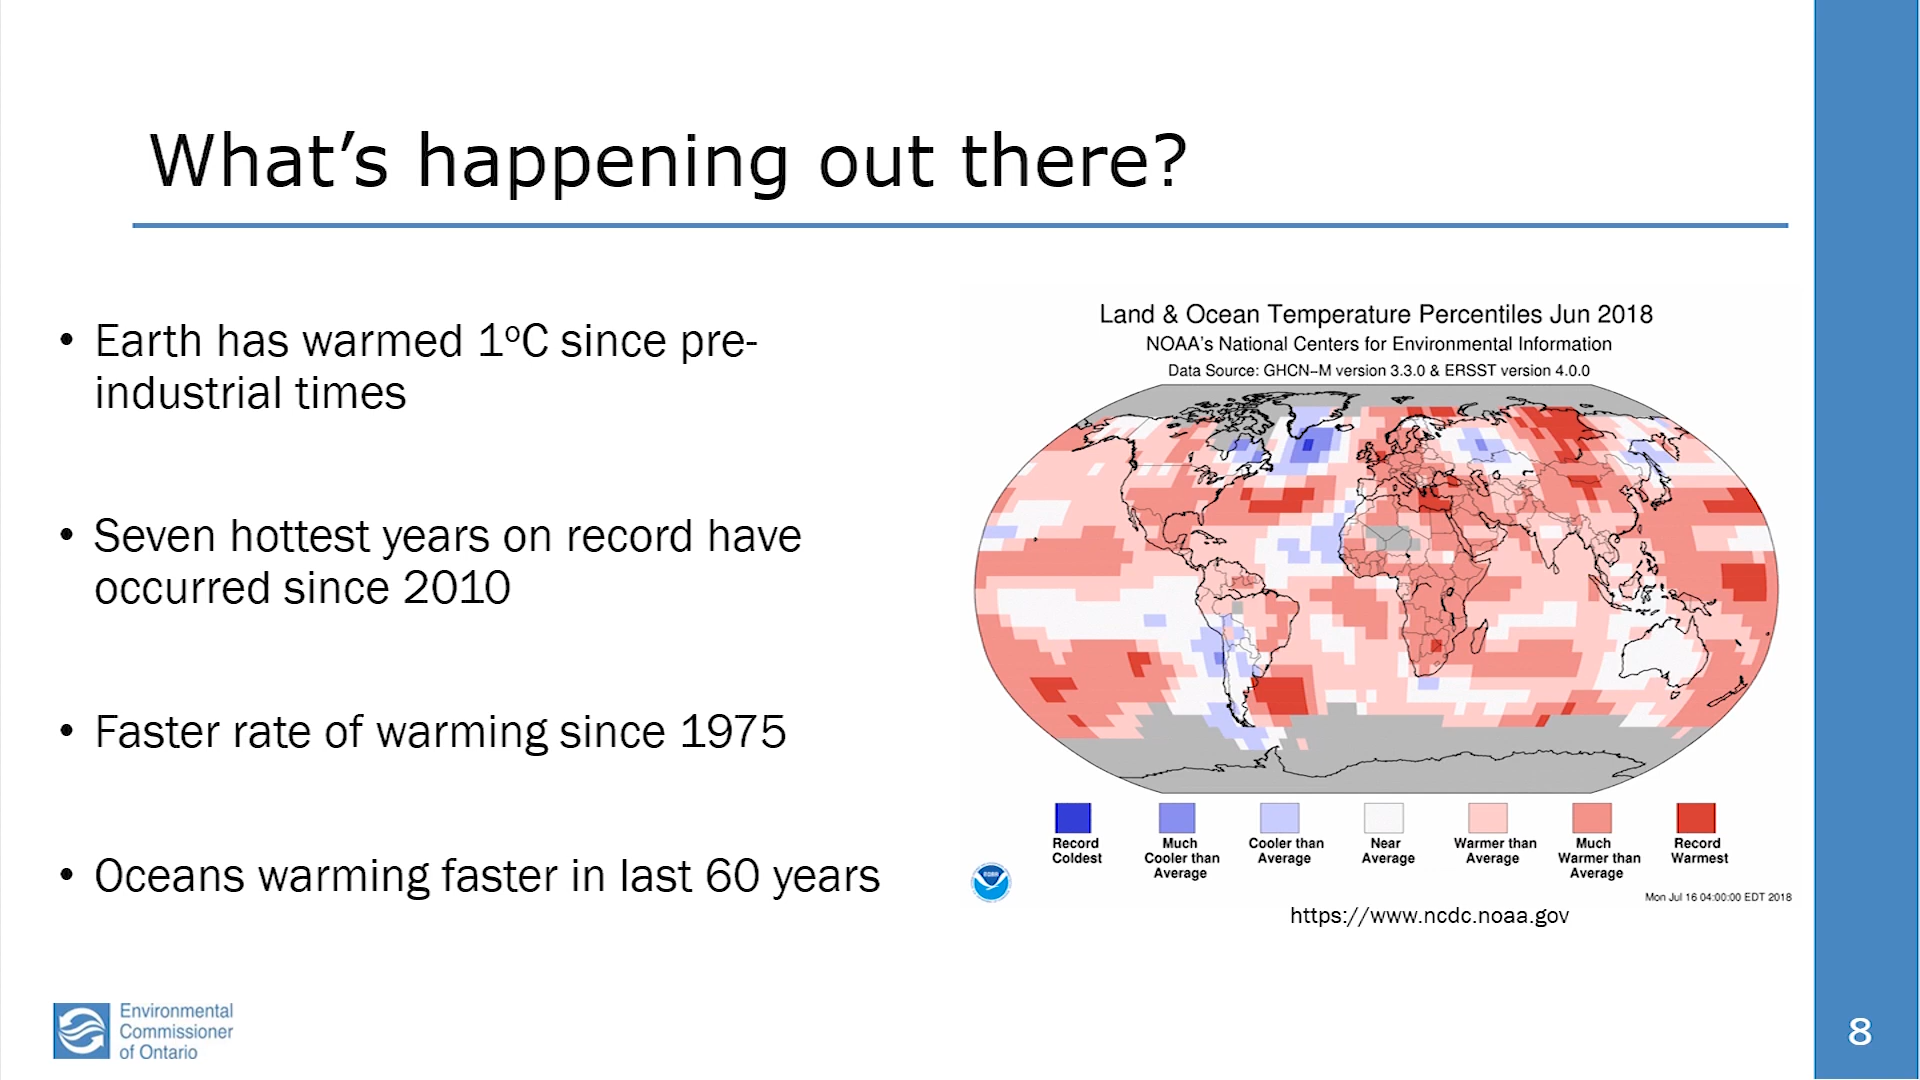 What's happening out there?
• Earth has warmed 1ºC since pre-
industrial times
• Seven hottest years on record have
occurred since 2010
• Faster rate of warming since 1975
• Oceans warming faster in last 60 years
Land & Ocean Temperature Percentiles Jun 2018
NOAA's National Centers for Environmental Information
Data Source: GHCN–M version 3.3.0 & ERSST version 4.0.0
Record
Coldest
Much
Cooler than
Average
Cooler than
Average
Near
Average
Warmer than
Average
Much
Warmer than
Average
Record
Warmest
NOAA
Mon Jul 16 04:00:00 EDT 2018
https://www.ncdc.noaa.gov
Environmental
Commissioner
of Ontario
8